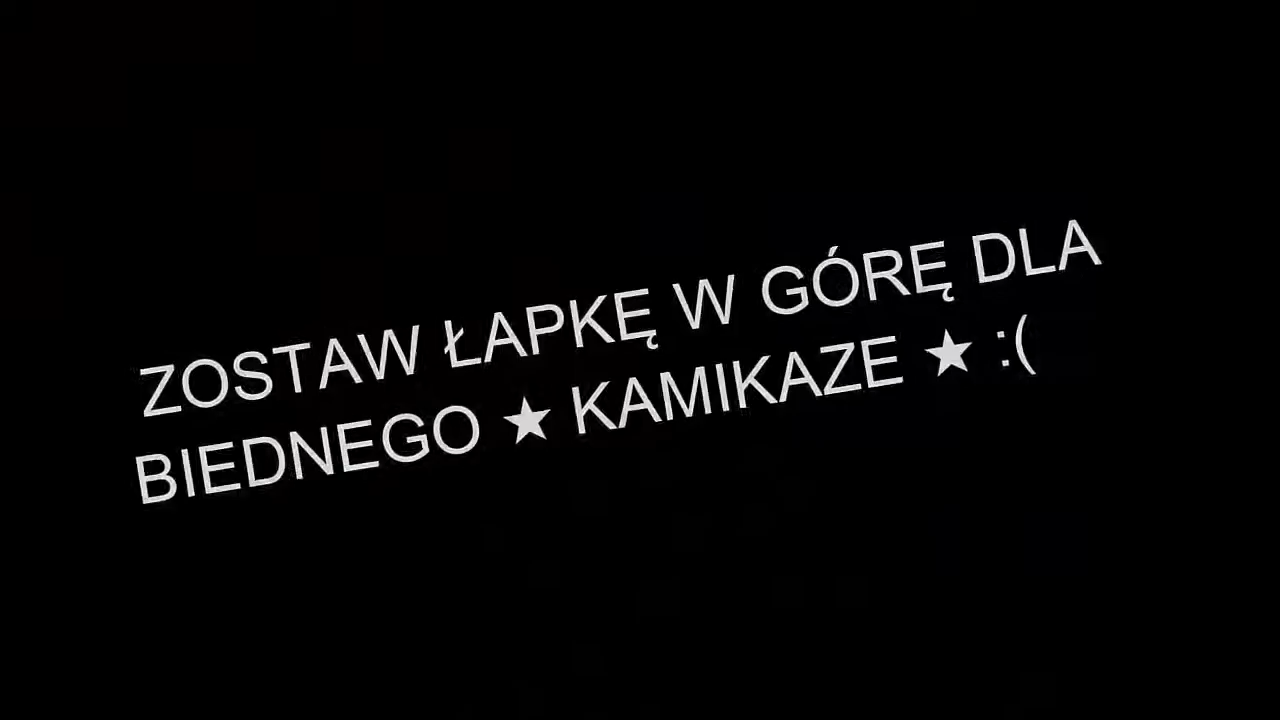 ZOSTAW ŁAPKĘ W GÓRĘ DLA
BIEDNEGO ★ KAMIKAZE ★ :(